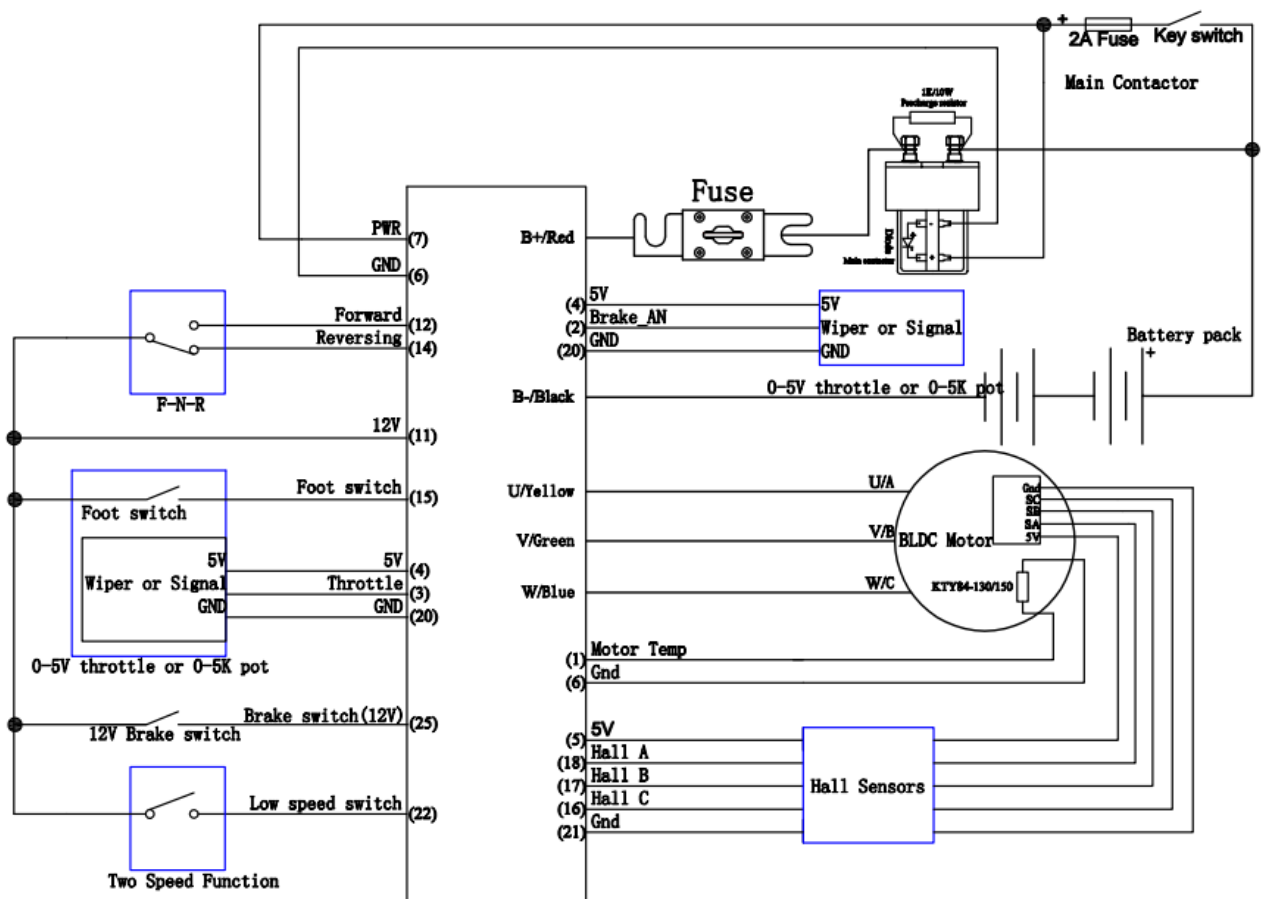 +
2A Fuse
Key switch
Main Contactor
1K/10W
Precharge resistor
Fuse
-
Diode
+
Main contactor
PWR
(7)
GND
(6)
B+/Red
Forward
(12)
Reversing
(14)
F-N-R
(4)
5V
5V
(2)
Brake_AN
Wiper or Signal
(20)
GND
GND
Battery pack
+
B-/Black
0-5V throttle or 0-5K pot
12V
(11)
Foot switch
(15)
Foot switch
5V
5V
(4)
Wiper or Signal
Throttle
(3)
GND
GND
(20)
0-5V throttle or 0-5K pot
U/Yellow
U/A
V/Green
V/B
BLDC Motor
W/Blue
W/C
Gnd
SC
SB
SA
5V
KTY84-130/150
(1)
Motor Temp
(6)
Gnd
Brake switch(12V)
(25)
12V Brake switch
(5)
5V
(18)
Hall A
(17)
Hall B
(16)
Hall C
(21)
Gnd
Hall Sensors
Low speed switch
(22)
Two Speed Function